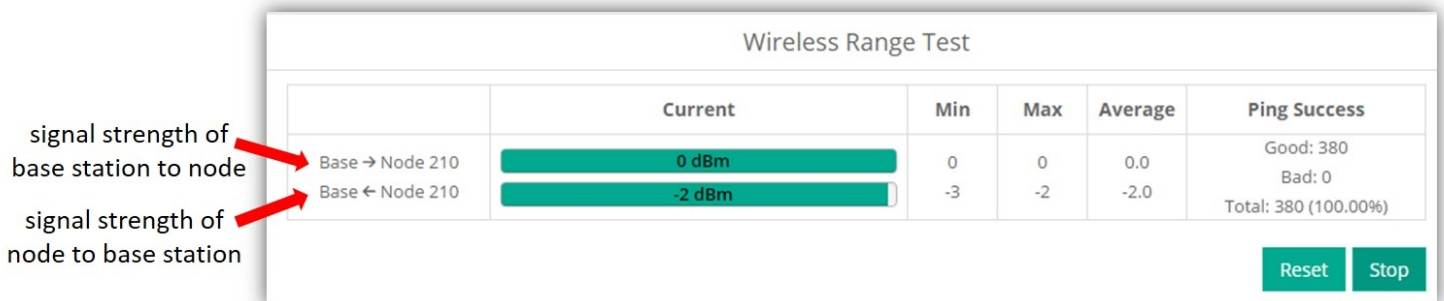 Wireless Range Test
Current Min Max Average Ping Success
signal strength of
base station to node
Base → Node 210 0 dBm 0 0 0.0 Good: 380
Bad: 0
Base ← Node 210 -2 dBm -3 -2 -2.0 Total: 380 (100.00%)
signal strength of
node to base station
Reset Stop